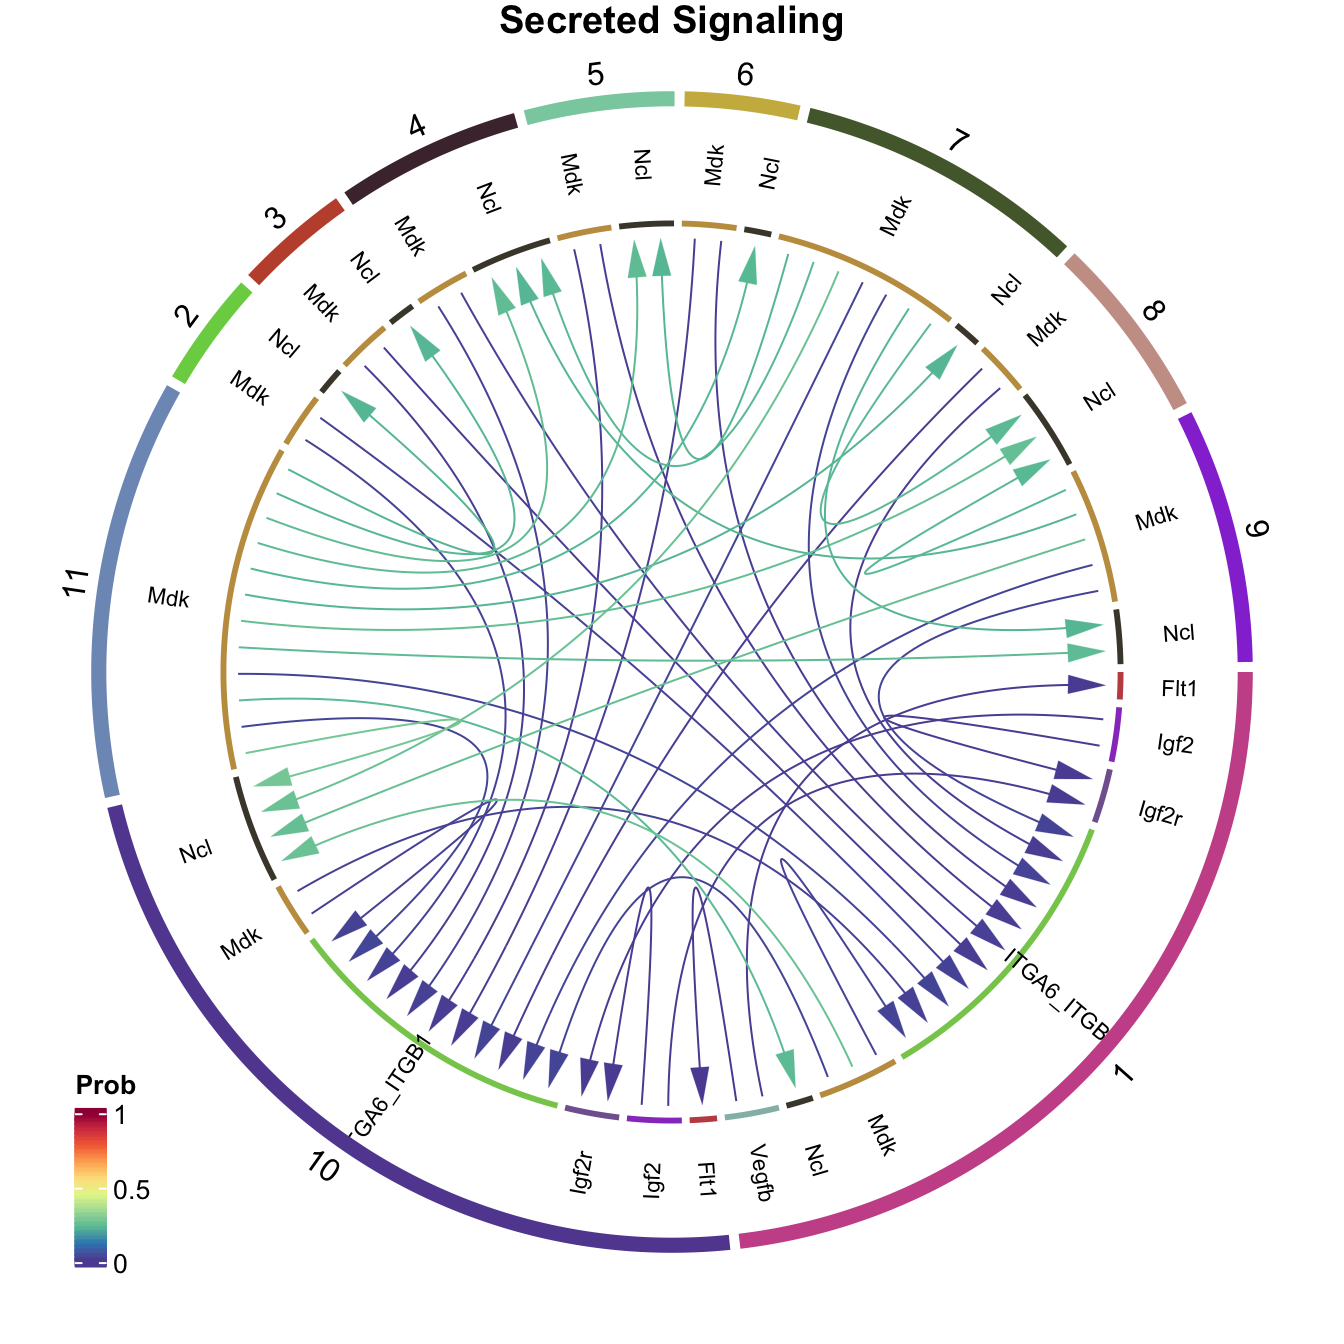 Secreted Signaling
5
6
4
7
3
8
2
9
11
10
1
Mdk
Ncl
Mdk
Ncl
Mdk
Ncl
Mdk
Ncl
Mdk
Ncl
Flt1
Igf2
Igf2r
ITGA6_ITGB
Mdk
Ncl
Vegfb
Flt1
Igf2
Igf2r
TGA6_ITGB1
Mdk
Ncl
Mdk
Mdk
Ncl
Mdk
Ncl
Mdk
Ncl
Prob
1
0.5
0